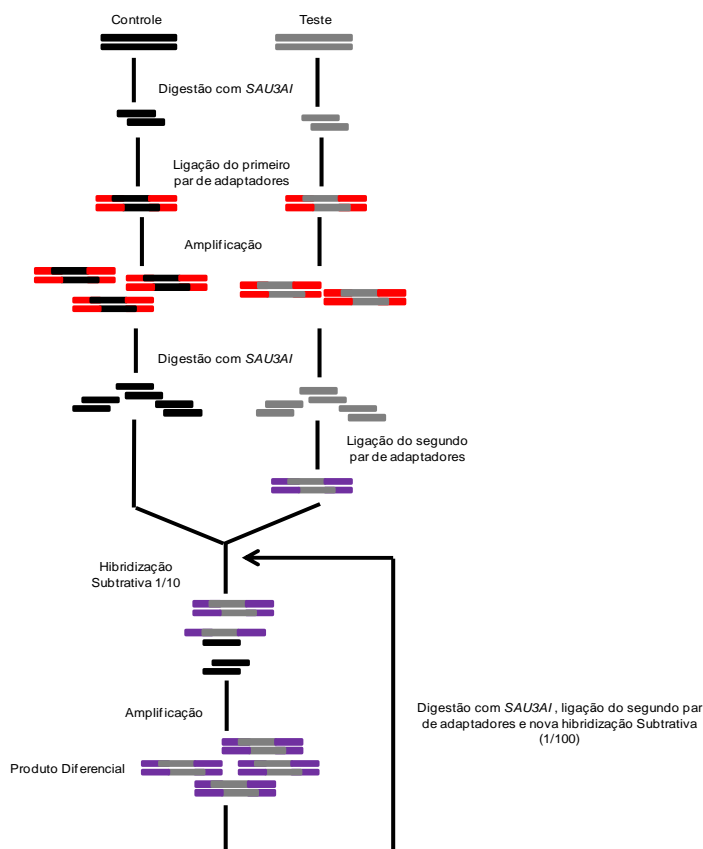 Controle
Teste
Digestão com SAU3AI
Ligação do primeiro
par de adaptadores
Amplificação
Digestão com SAU3AI
Ligação do segundo
par de adaptadores
Hibridização
Subtrativa 1/10
Amplificação
Digestão com SAU3AI , ligação do segundo par
de adaptadores e nova hibridização Subtrativa
(1/100)
Produto Diferencial